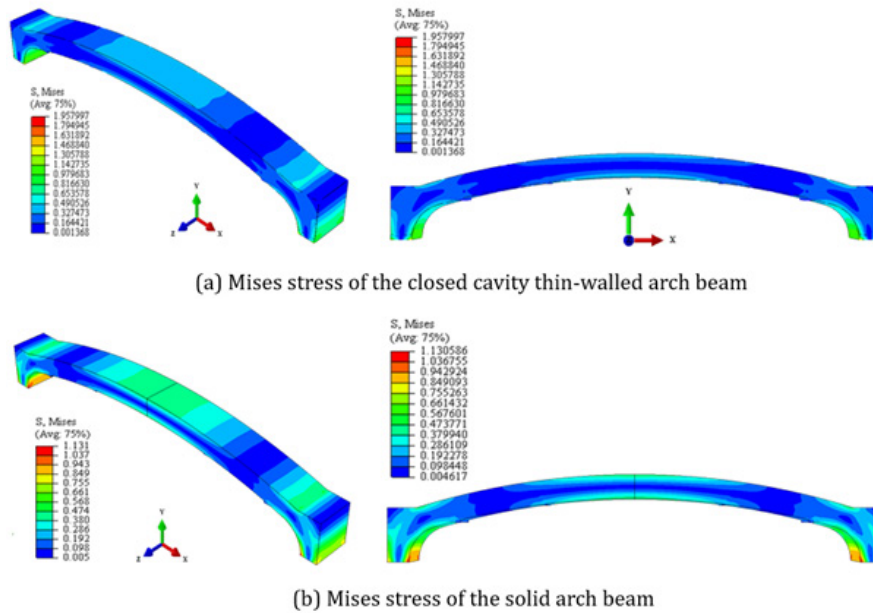 S, Mises
(Avg: 75%)
1.957997
1.794945
1.631892
1.468840
1.305788
1.142735
0.979683
0.816630
0.653578
0.490526
0.327473
0.164421
0.001368
Y
Z
X
S, Mises
(Avg: 75%)
1.957997
1.794945
1.631892
1.468840
1.305788
1.142735
0.979683
0.816630
0.653578
0.490526
0.327473
0.164421
0.001368
Y
X
(a) Mises stress of the closed cavity thin-walled arch beam
S, Mises
(Avg: 75%)
1.131
1.037
0.943
0.849
0.755
0.661
0.568
0.474
0.380
0.286
0.192
0.098
0.005
Y
Z
X
S, Mises
(Avg: 75%)
1.130586
1.036755
0.942924
0.849093
0.755263
0.661432
0.567601
0.473771
0.379940
0.286109
0.192278
0.098448
0.004617
(b) Mises stress of the solid arch beam